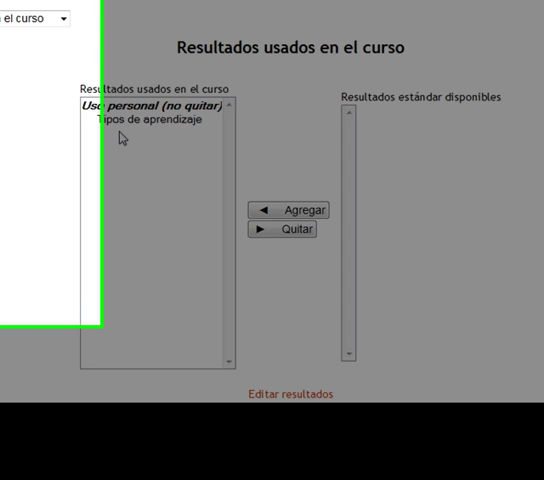 n el curso
Resultados usados en el curso
Resultados usados en el curso
Uso personal (no quitar)
Tipos de aprendizaje
Resultados estándar disponibles
Agregar
Quitar
Editar resultados